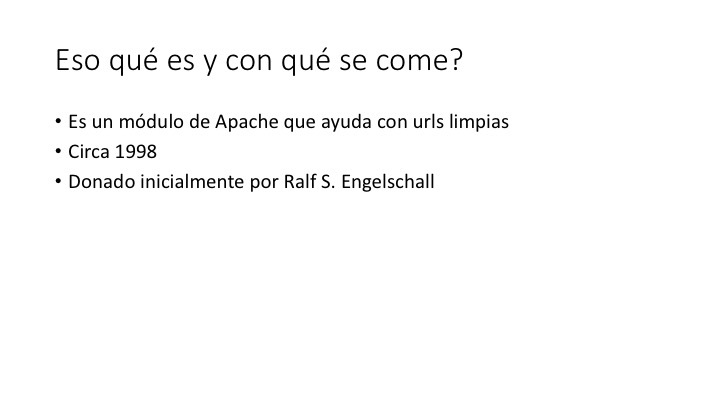 Eso qué es y con qué se come?
• Es un módulo de Apache que ayuda con urls limpias
• Circa 1998
• Donado inicialmente por Ralf S. Engelschall